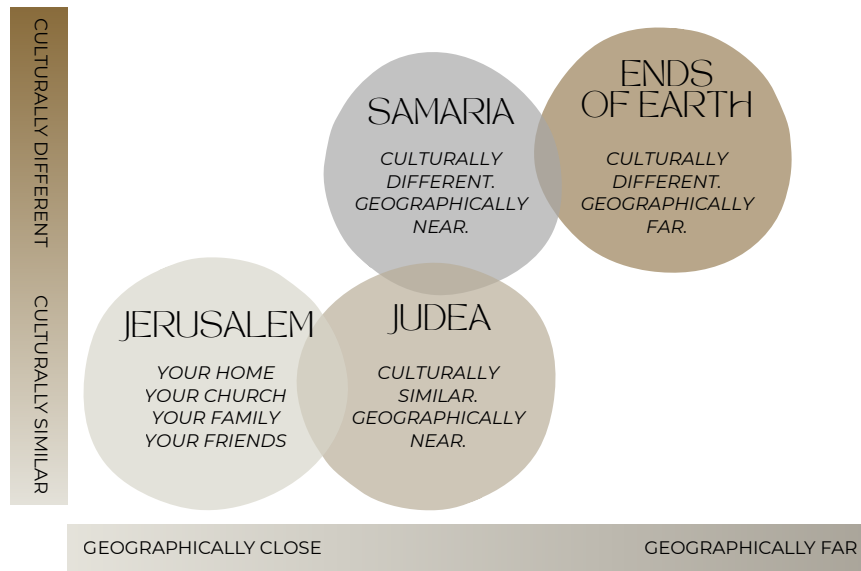 CULTURALLY DIFFERENT
CULTURALLY SIMILAR
SAMARIA
CULTURALLY
DIFFERENT.
GEOGRAPHICALLY
NEAR.
ENDS
OF EARTH
CULTURALLY
DIFFERENT.
GEOGRAPHICALLY
FAR.
JERUSALEM
YOUR HOME
YOUR CHURCH
YOUR FAMILY
YOUR FRIENDS
JUDEA
CULTURALLY
SIMILAR.
GEOGRAPHICALLY
NEAR.
GEOGRAPHICALLY CLOSE
GEOGRAPHICALLY FAR